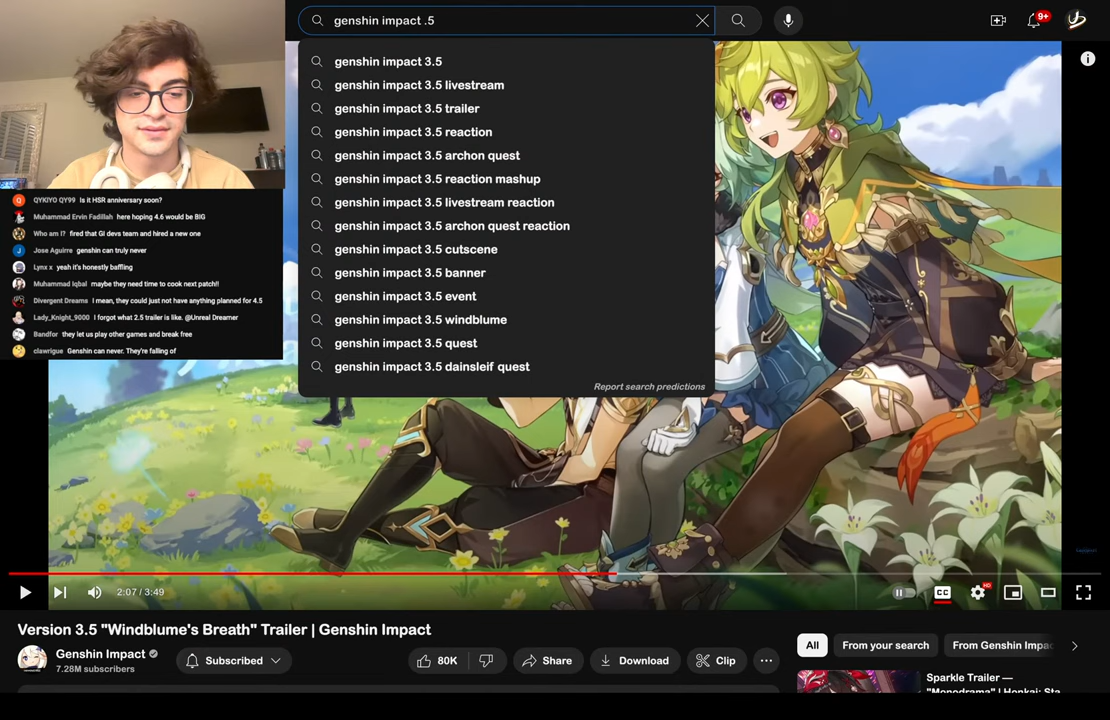 genshin impact .5
9+
genshin impact 3.5
genshin impact 3.5 livestream
genshin impact 3.5 trailer
genshin impact 3.5 reaction
genshin impact 3.5 archon quest
genshin impact 3.5 reaction mashup
genshin impact 3.5 livestream reaction
genshin impact 3.5 archon quest reaction
genshin impact 3.5 cutscene
genshin impact 3.5 banner
genshin impact 3.5 event
genshin impact 3.5 windblume
genshin impact 3.5 quest
genshin impact 3.5 dainsleif quest
Report search predictions
Q QYKIYO QY99 Is it HSR anniversary soon?
Muhammad Ervin Fadillah here hoping 4.6 would be BIG
Who am I? fired that GI devs team and hired a new one
J Jose Aguirre genshin can truly never
Lynx x yeah it's honestly baffling
Muhammad Iqbal maybe they need time to cook next patch!!
Divergent Dreams I mean, they could just not have anything planned for 4.5
Lady_Knight_9000 I forgot what 2.5 trailer is like. @Unreal Dreamer
Bandfor they let us play other games and break free
clawrigue Genshin can never. They're falling of
2:07 / 3:49
CC
HD
Version 3.5 "Windblume's Breath" Trailer | Genshin Impact
Genshin Impact
7.28M subscribers
Subscribed
80K
Share
Download
Clip
All
From your search
From Genshin Impac
Sparkle Trailer —
"Monodrama" | Honkai: Sta